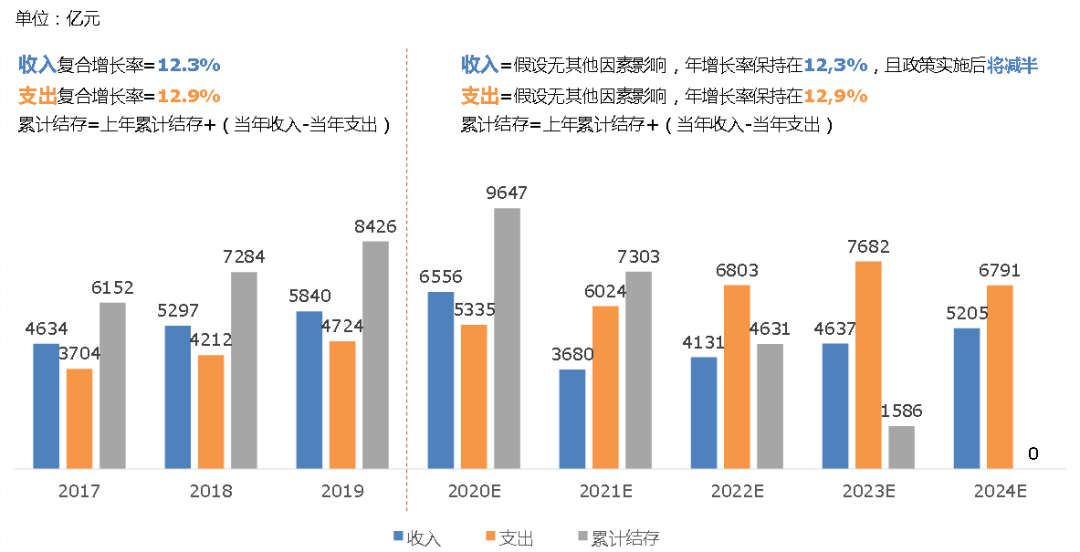 单位：亿元
收入复合增长率=12.3%
支出复合增长率=12.9%
累计结存=上年累计结存+（当年收入-当年支出）
收入=假设无其他因素影响，年增长率保持在12,3%，且政策实施后将减半
支出=假设无其他因素影响，年增长率保持在12,9%
累计结存=上年累计结存+（当年收入-当年支出）
4634 3704 6152
5297 4212 7284
5840 4724 8426
6556 5335 9647
3680 6024 7303
4131 6803 4631
4637 7682 1586
5205 6791 0
2017 2018 2019 2020E 2021E 2022E 2023E 2024E
收入 支出 累计结存